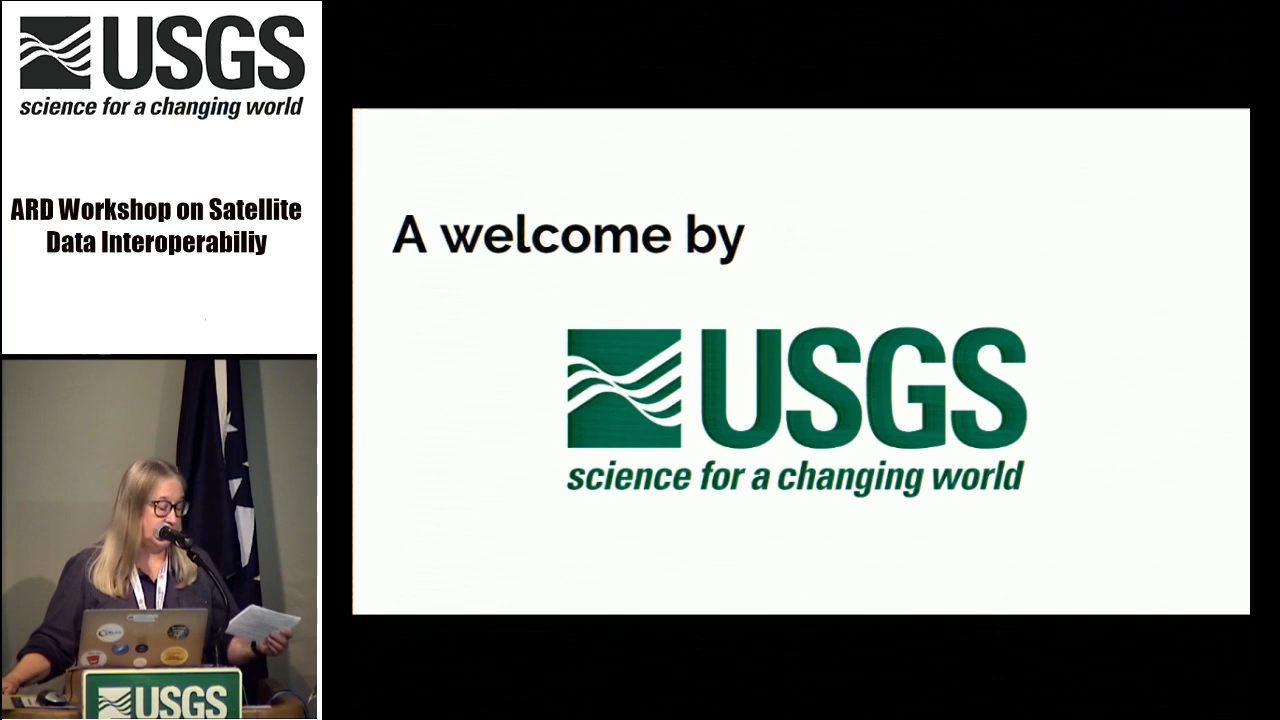 USGS
science for a changing world
ARD Workshop on Satellite
Data Interoperabiliy
A welcome by
USGS
science for a changing world
USGS